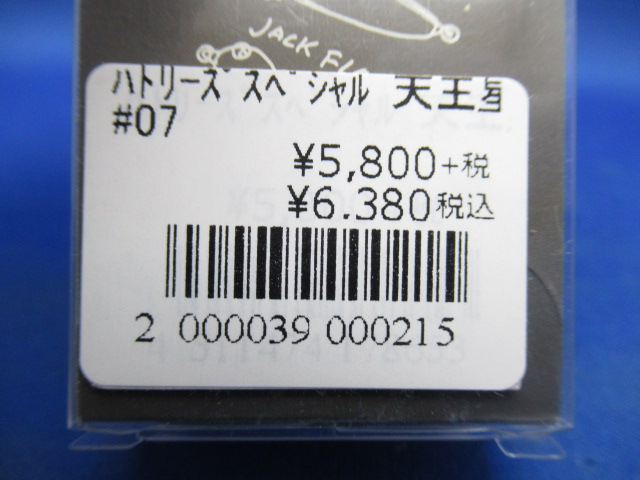 JACK FL
ﾊﾄﾘｰｽﾞ ｽﾍﾟｼｬﾙ 天王星
#07
¥5,800+税
¥6.380税込
2 000039 000215